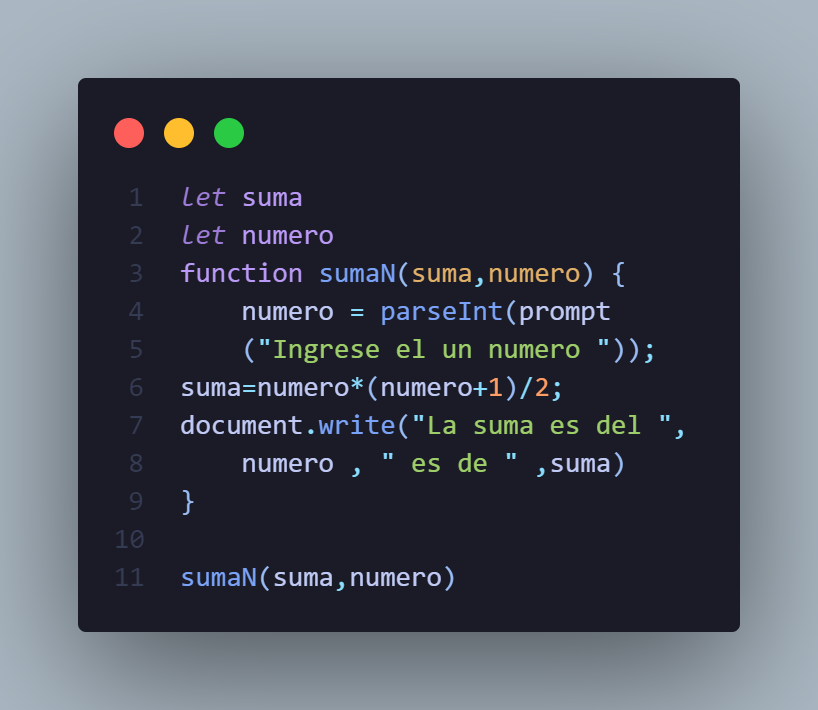 1 let suma
2 let numero
3 function sumaN(suma,numero) {
4     numero = parseInt(prompt
5     ("Ingrese el un numero "));
6 suma=numero*(numero+1)/2;
7 document.write("La suma es del ",
8     numero , " es de " ,suma)
9 }
10
11 sumaN(suma,numero)